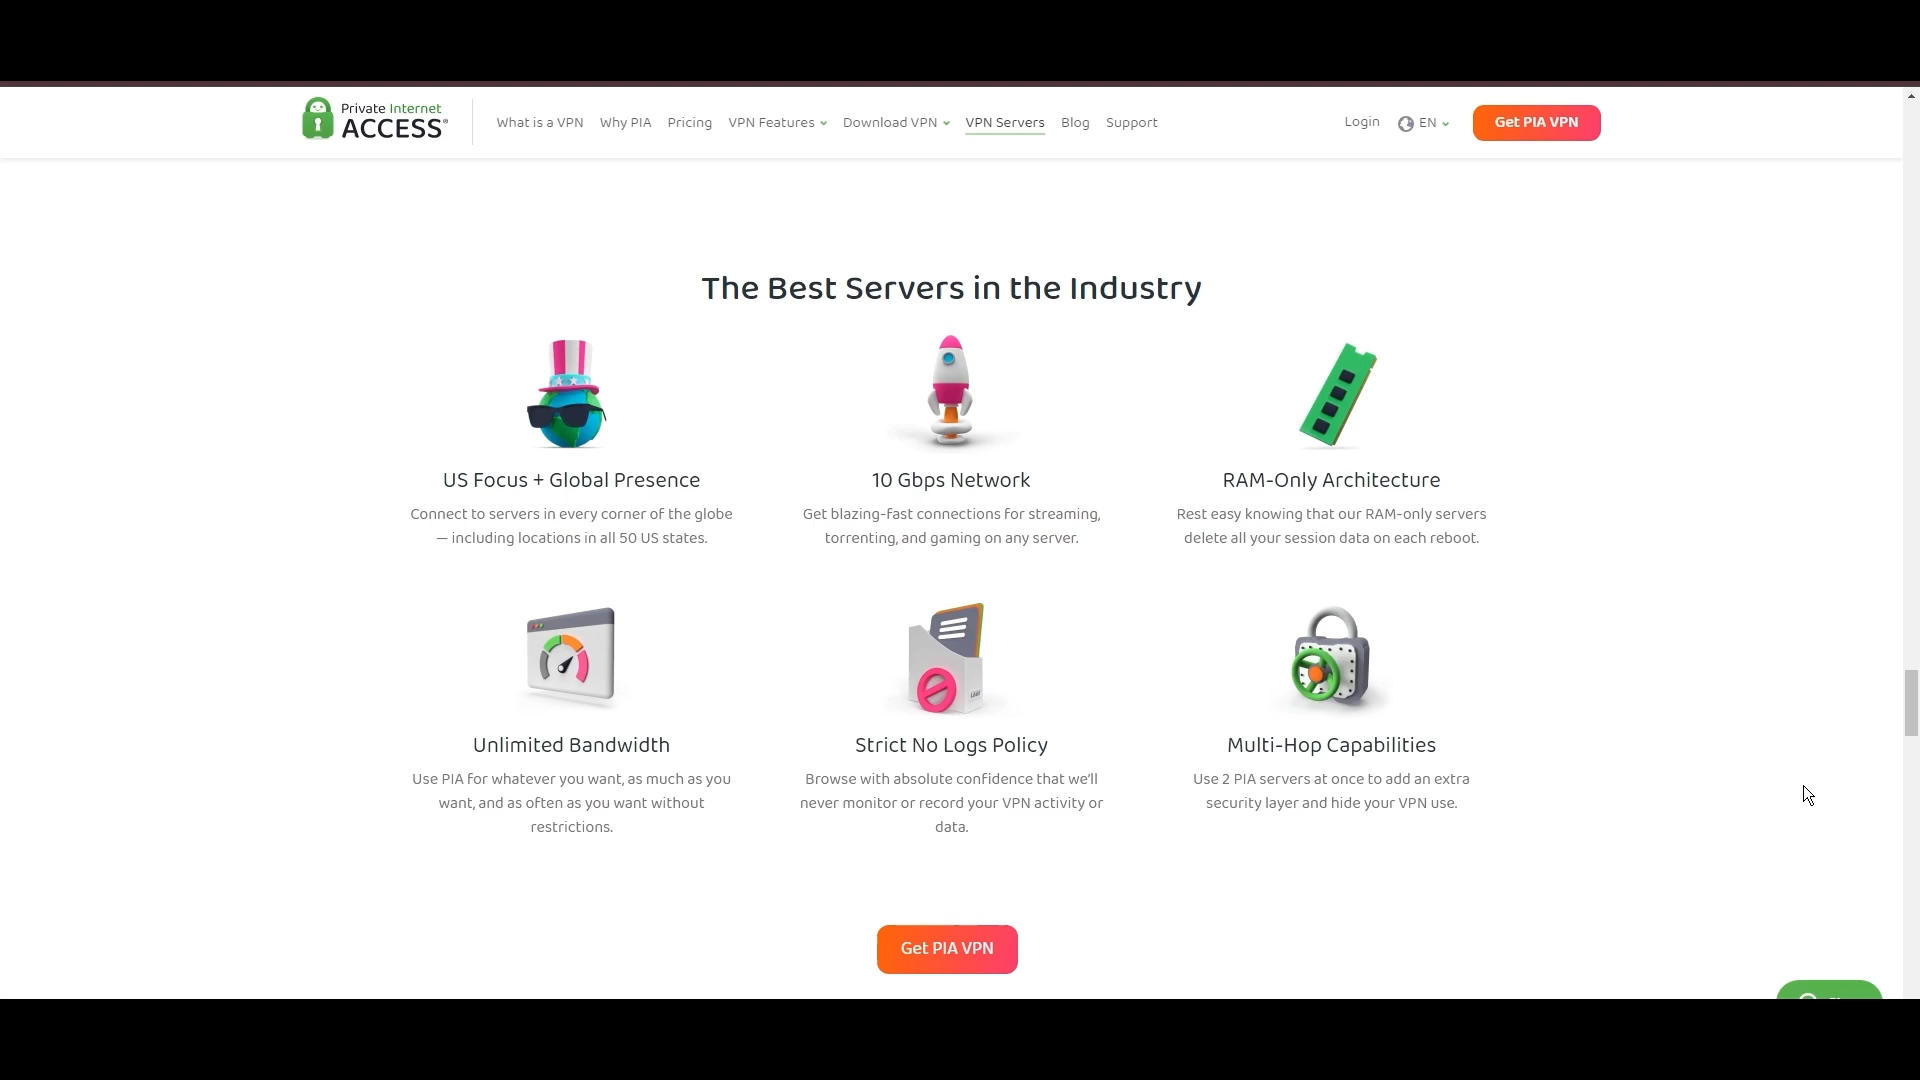 Private Internet
ACCESS®
What is a VPN Why PIA Pricing VPN Features Download VPN VPN Servers Blog Support Login EN Get PIA VPN
The Best Servers in the Industry
US Focus + Global Presence
Connect to servers in every corner of the globe
— including locations in all 50 US states.
10 Gbps Network
Get blazing-fast connections for streaming,
torrenting, and gaming on any server.
RAM-Only Architecture
Rest easy knowing that our RAM-only servers
delete all your session data on each reboot.
Unlimited Bandwidth
Use PIA for whatever you want, as much as you
want, and as often as you want without
restrictions.
Strict No Logs Policy
Browse with absolute confidence that we'll
never monitor or record your VPN activity or
data.
Multi-Hop Capabilities
Use 2 PIA servers at once to add an extra
security layer and hide your VPN use.
Get PIA VPN